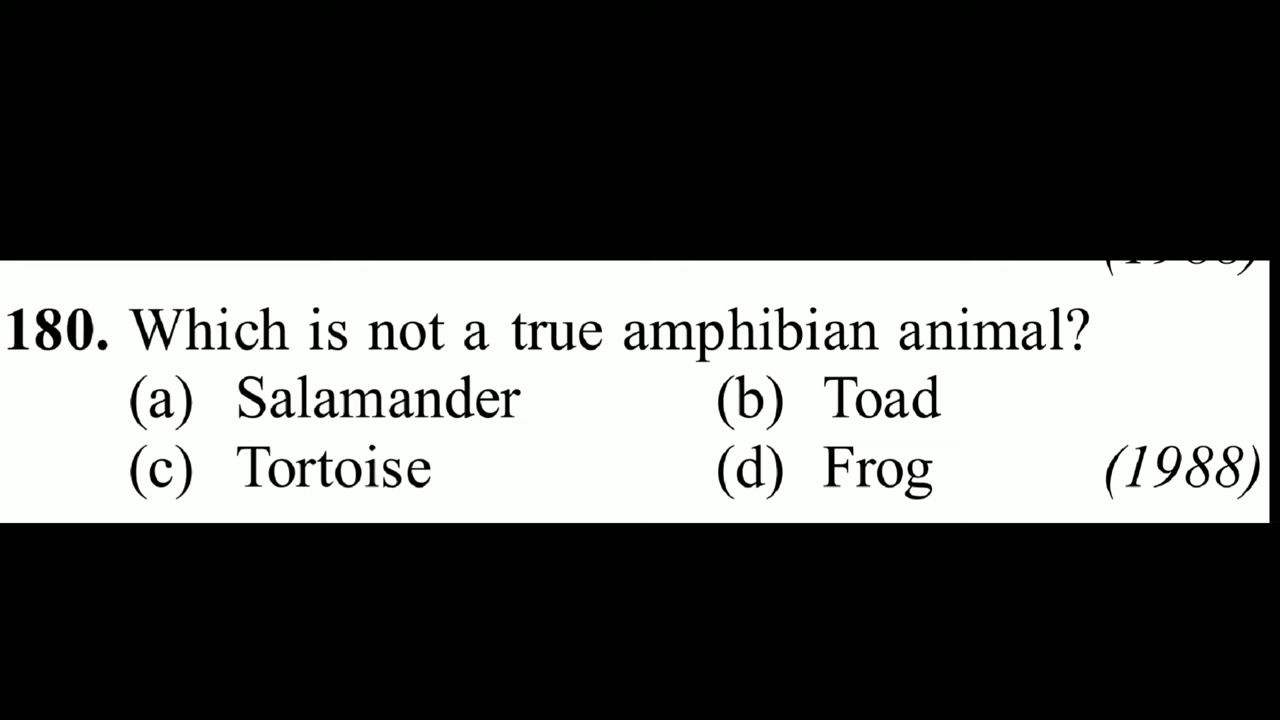 180. Which is not a true amphibian animal?
(a) Salamander (b) Toad
(c) Tortoise (d) Frog (1988)